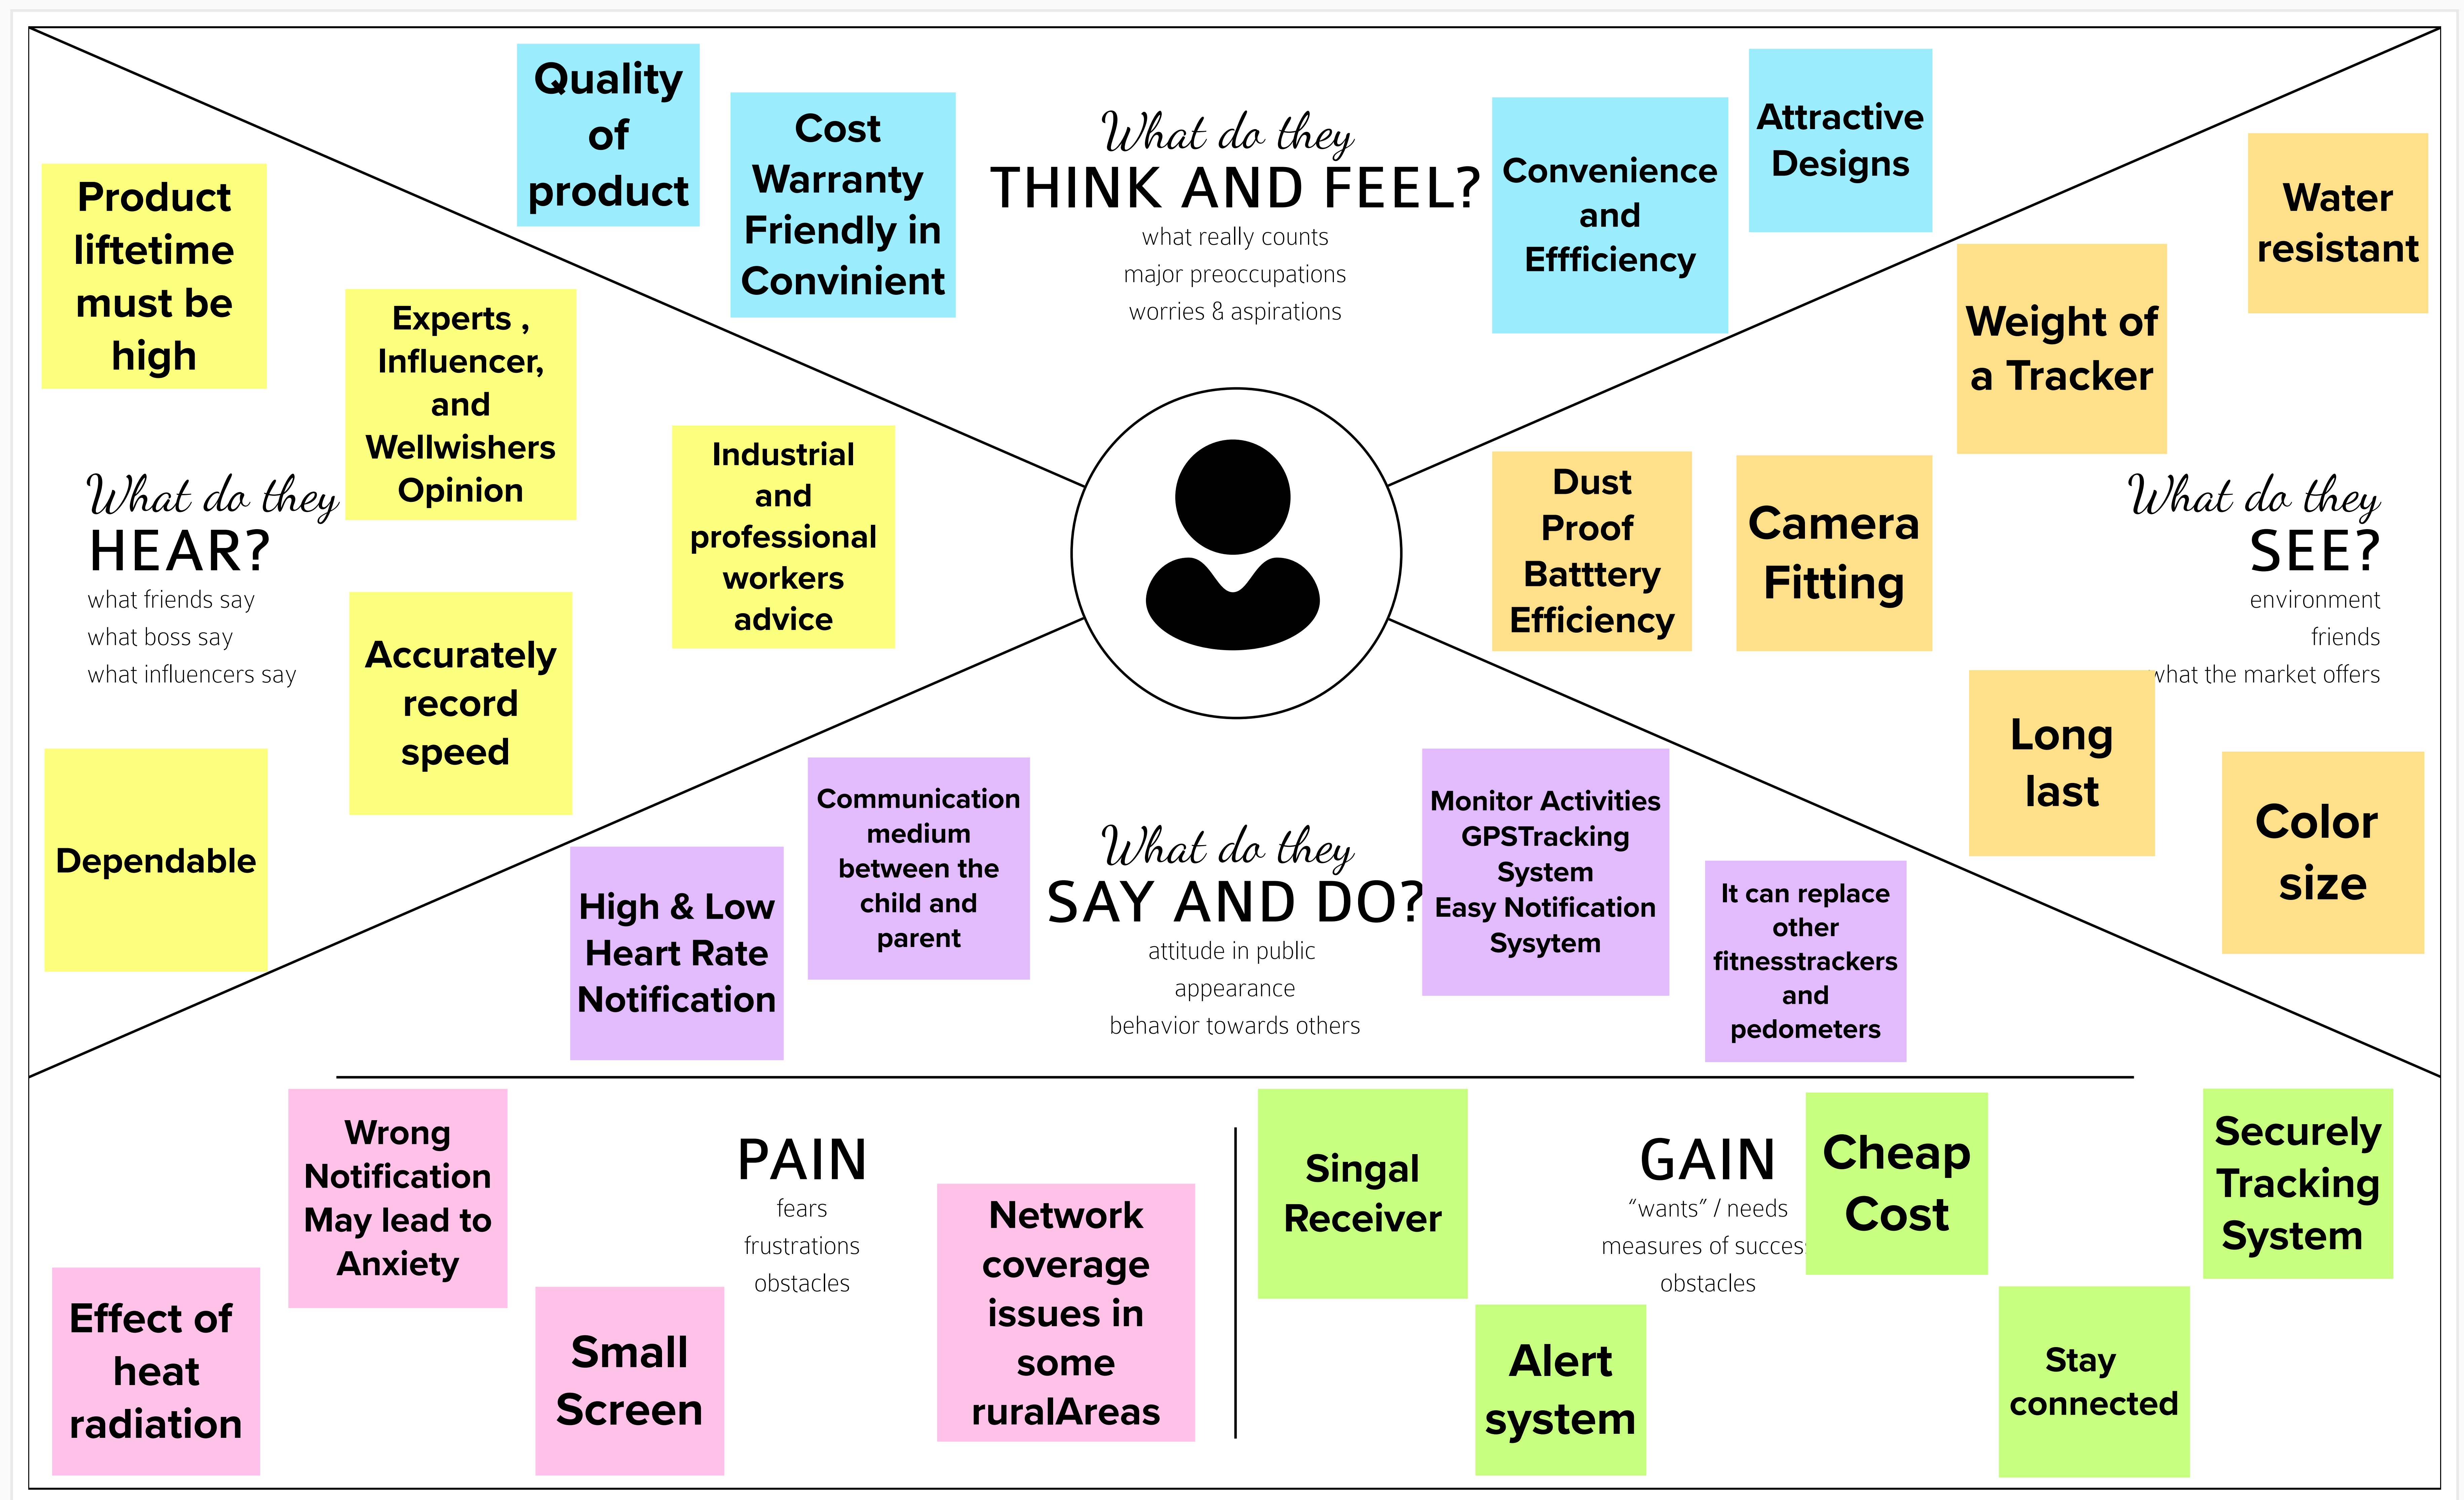 Quality
of
product
Cost
Warranty
Friendly in
Convinient
What do they
THINK AND FEEL?
what really counts
major preoccupations
worries & aspirations
Convenience
and
Effficiency
Attractive
Designs
Product
liftetime
must be
high
Experts ,
Influencer,
and
Wellwishers
Opinion
Industrial
and
professional
workers
advice
What do they
HEAR?
what friends say
what boss say
what influencers say
Accurately
record
speed
Dependable
Water
resistant
Weight of
a Tracker
Dust
Proof
Batttery
Efficiency
Camera
Fitting
What do they
SEE?
environment
friends
what the market offers
Long
last
Color
size
High & Low
Heart Rate
Notification
Communication
medium
between the
child and
parent
What do they
SAY AND DO?
attitude in public
appearance
behavior towards others
Monitor Activities
GPSTracking
System
Easy Notification
Sysytem
It can replace
other
fitnesstrackers
and
pedometers
Wrong
Notification
May lead to
Anxiety
Effect of
heat
radiation
Small
Screen
PAIN
fears
frustrations
obstacles
Network
coverage
issues in
some
ruralAreas
Singal
Receiver
Alert
system
GAIN
“wants” / needs
measures of succes
obstacles
Cheap
Cost
Stay
connected
Securely
Tracking
System